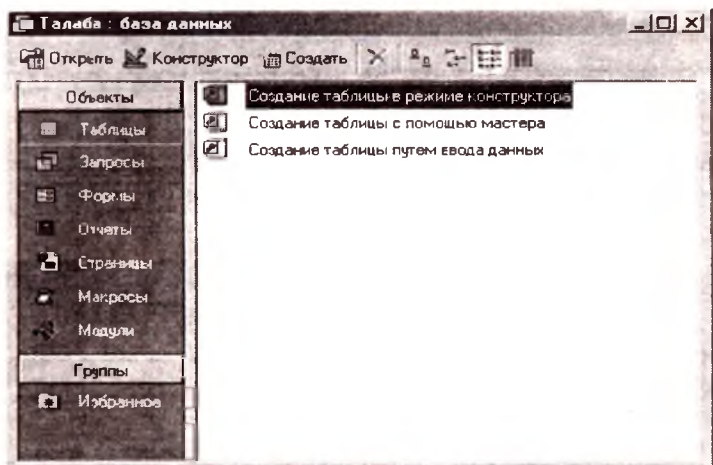 Талаба : база данных
Открыть Конструктор Создать
Объекты
Таблицы
Запросы
Формы
Отчеты
Страницы
Макросы
Модули
Группы
Избранное
Создание таблицы в режиме конструктора
Создание таблицы с помощью мастера
Создание таблицы путем ввода данных